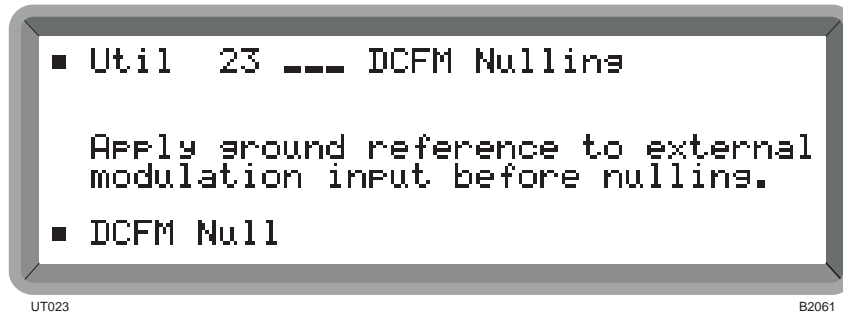 ■ Util 23 ___ DCFM Nulling
Apply ground reference to external
modulation input before nulling.
■ DCFM Null
UT023 B2061